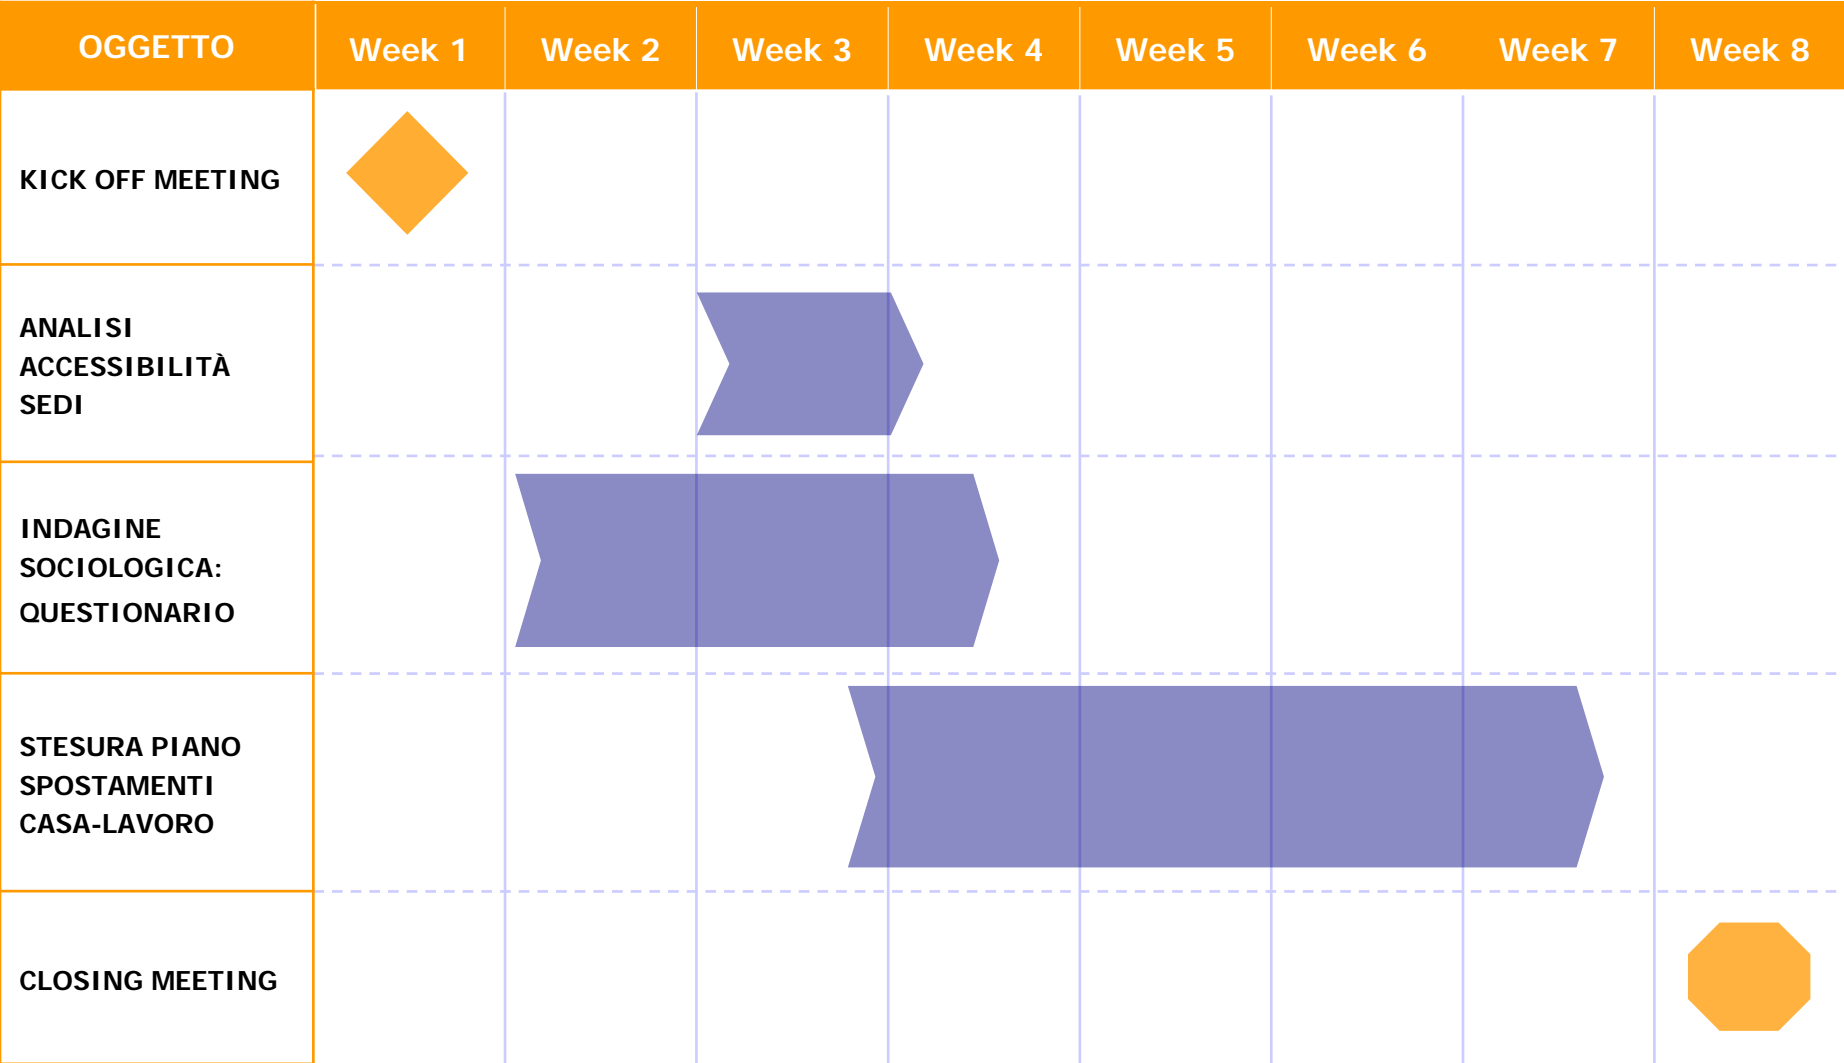 OGGETTO
Week 1
Week 2
Week 3
Week 4
Week 5
Week 6
Week 7
Week 8
KICK OFF MEETING
ANALISI
ACCESSIBILITÀ
SEDI
INDAGINE
SOCIOLOGICA:
QUESTIONARIO
STESURA PIANO
SPOSTAMENTI
CASA-LAVORO
CLOSING MEETING